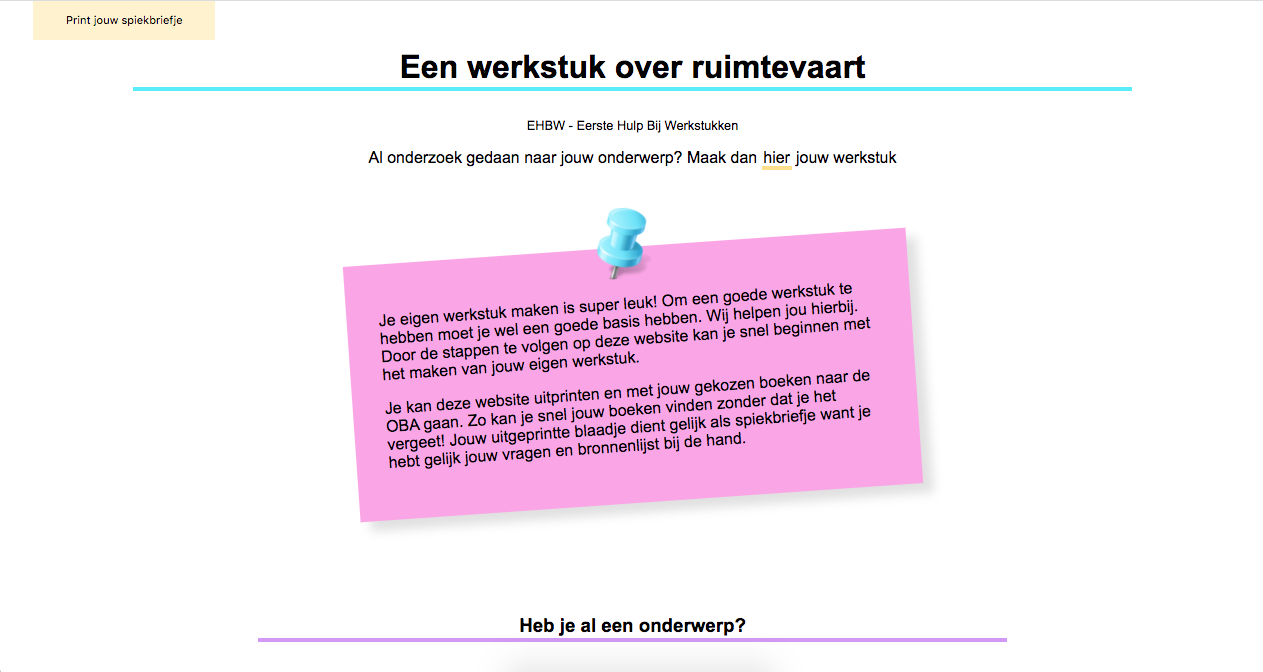 Print jouw spiekbriefje
Een werkstuk over ruimtevaart
EHBW - Eerste Hulp Bij Werkstukken
Al onderzoek gedaan naar jouw onderwerp? Maak dan hier jouw werkstuk
Je eigen werkstuk maken is super leuk! Om een goede werkstuk te
hebben moet je wel een goede basis hebben. Wij helpen jou hierbij.
Door de stappen te volgen op deze website kan je snel beginnen met
het maken van jouw eigen werkstuk.
Je kan deze website uitprinten en met jouw gekozen boeken naar de
OBA gaan. Zo kan je snel jouw boeken vinden zonder dat je het
vergeet! Jouw uitgeprintte blaadje dient gelijk als spiekbriefje want je
hebt gelijk jouw vragen en bronnenlijst bij de hand.
Heb je al een onderwerp?